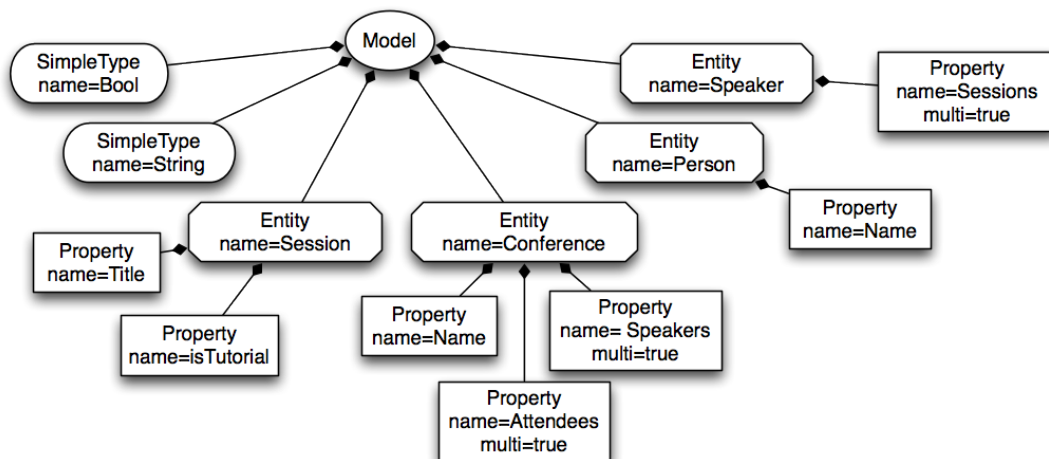 Model
SimpleType
name=Bool
Entity
name=Speaker
Property
name=Sessions
multi=true
SimpleType
name=String
Entity
name=Person
Property
name=Name
Entity
name=Session
Entity
name=Conference
Property
name=Title
Property
name=isTutorial
Property
name=Name
Property
name= Speakers
multi=true
Property
name=Attendees
multi=true